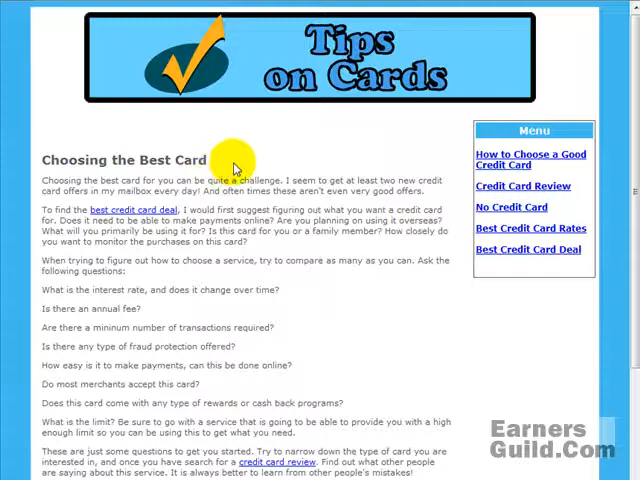 Tips
on Cards
Menu
How to Choose a Good
Credit Card
Credit Card Review
No Credit Card
Best Credit Card Rates
Best Credit Card Deal
Choosing the Best Card
Choosing the best card for you can be quite a challenge. I seem to get at least two new credit
card offers in my mailbox every day! And often times these aren't even very good offers.
To find the best credit card deal, I would first suggest figuring out what you want a credit card
for. Does it need to be able to make payments online? Are you planning on using it overseas?
What will you primarily be using it for? Is this card for you or a family member? How closely do
you want to monitor the purchases on this card?
When trying to figure out how to choose a service, try to compare as many as you can. Ask the
following questions:
What is the interest rate, and does it change over time?
Is there an annual fee?
Are there a mininum number of transactions required?
Is there any type of fraud protection offered?
How easy is it to make payments, can this be done online?
Do most merchants accept this card?
Does this card come with any type of rewards or cash back programs?
What is the limit? Be sure to go with a service that is going to be able to provide you with a high
enough limit so you can be using this to get what you need.
These are just some questions to get you started. Try to narrow down the type of card you are
interested in, and once you have search for a credit card review. Find out what other people
are saying about this service. It is always better to learn from other people's mistakes!
Earners
Guild.Com